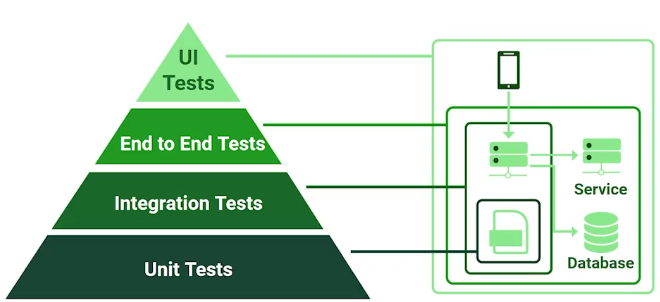 UI
Tests
End to End Tests
Integration Tests
Unit Tests
Service
Database